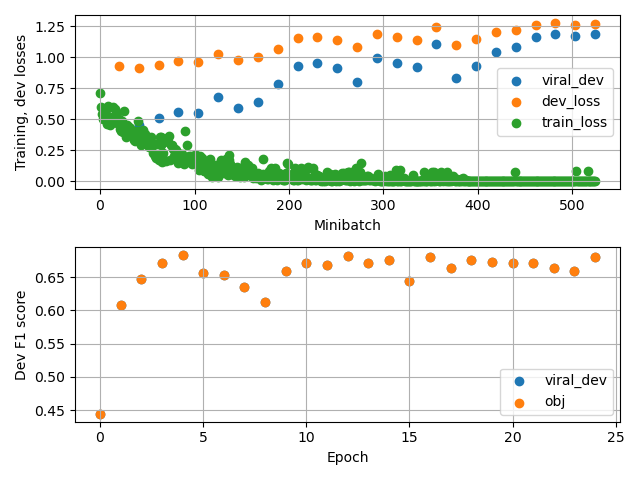 Training, dev losses
1.25
1.00
0.75
0.50
0.25
0.00
viral_dev
dev_loss
train_loss
0 100 200 300 400 500
Minibatch
Dev F1 score
0.65
0.60
0.55
0.50
0.45
viral_dev
obj
0 5 10 15 20 25
Epoch